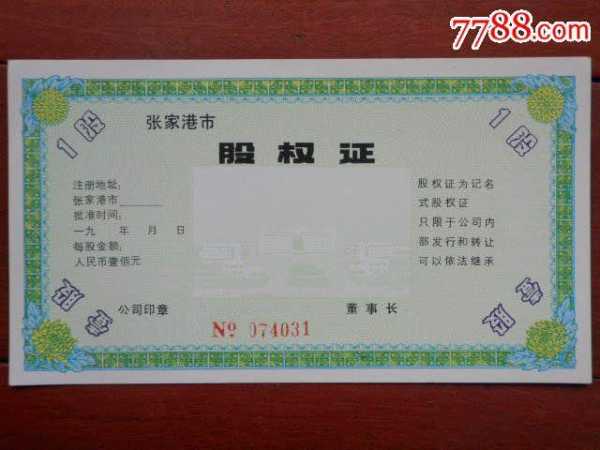 7788.com
1股
1股
张家港市
股权证
注册地址:
张家港市
批准时间:
一九 年 月 日
每股金额:
人民币壹佰元
股权证为记名
式股权证
只限于公司内
部发行和转让
可以依法继承
壹股
壹股
公司印章
董事长
№ 074031